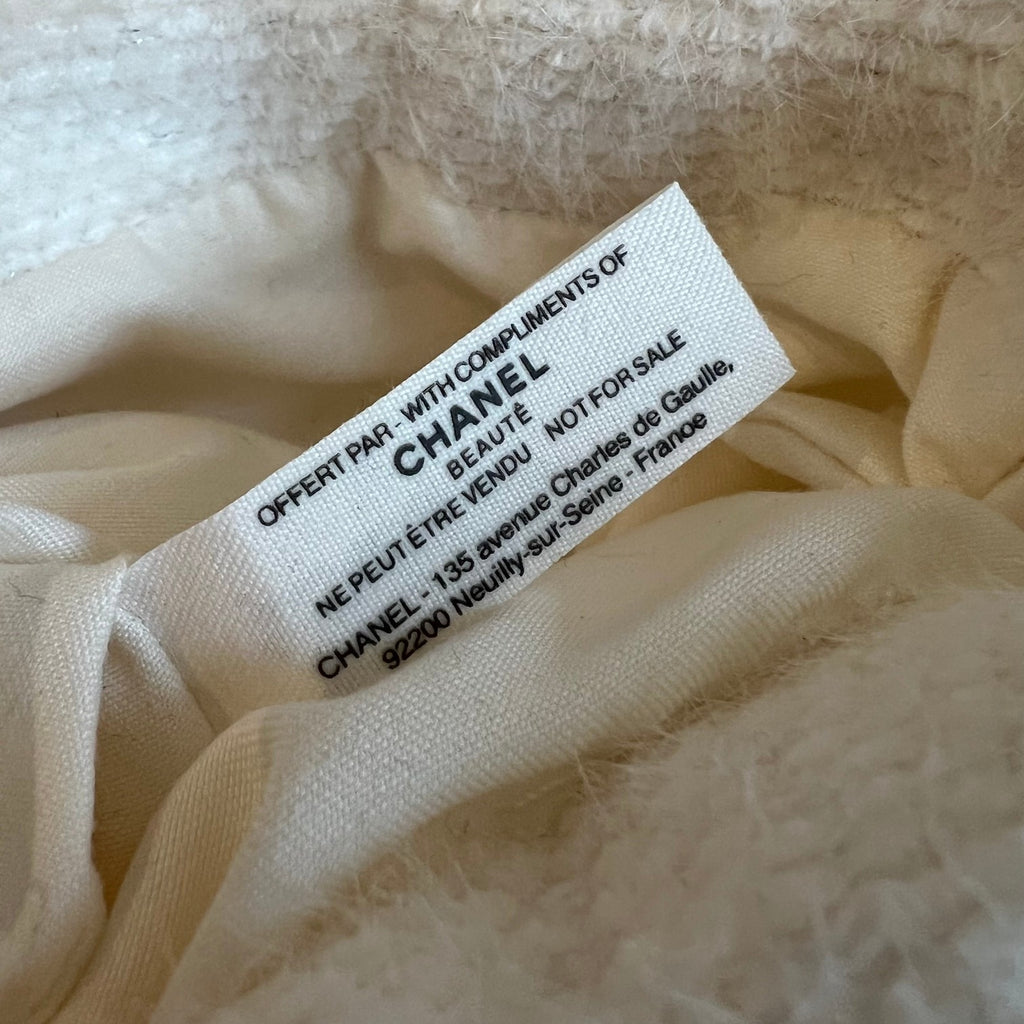 OFFERT PAR - WITH COMPLIMENTS OF
CHANEL
BEAUTÉ
NE PEUT ÊTRE VENDU NOT FOR SALE
CHANEL - 135 avenue Charles de Gaulle,
92200 Neuilly-sur-Seine - France